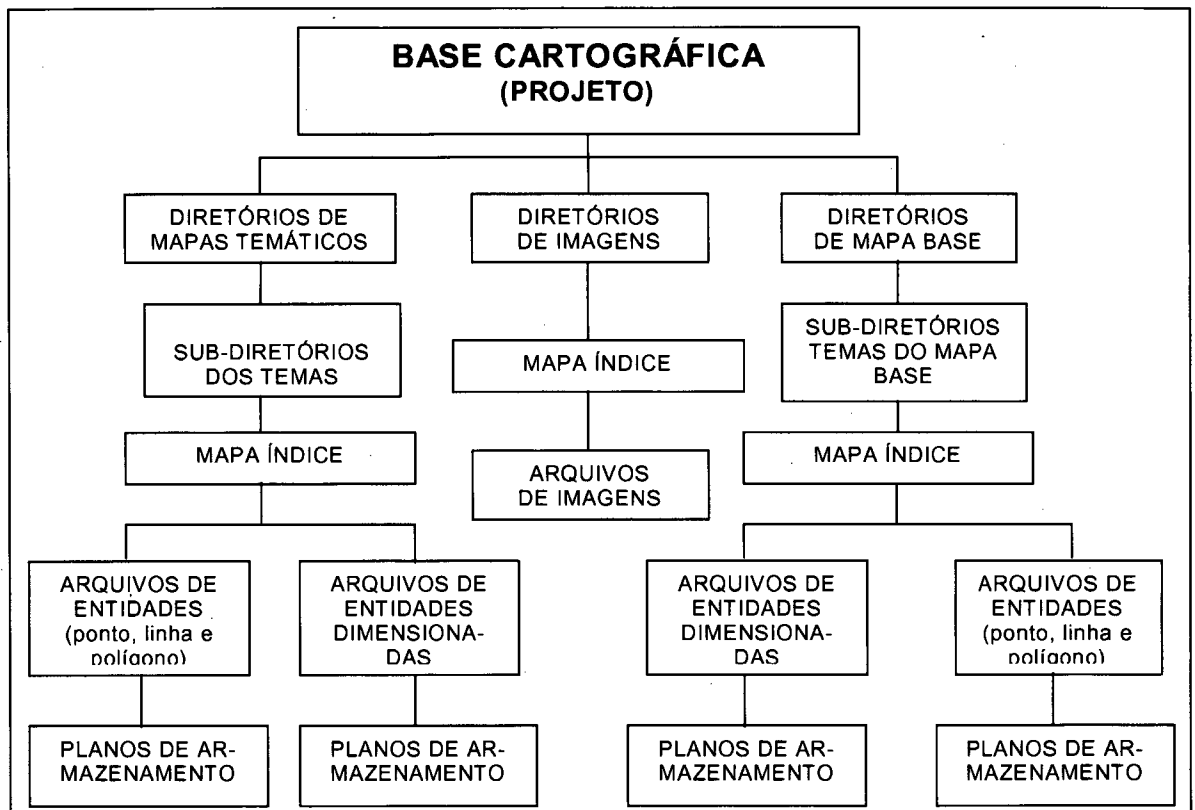 BASE CARTOGRÁFICA
(PROJETO)
DIRETÓRIOS DE
MAPAS TEMÁTICOS
DIRETÓRIOS
DE IMAGENS
DIRETÓRIOS
DE MAPA BASE
SUB-DIRETÓRIOS
DOS TEMAS
MAPA ÍNDICE
SUB-DIRETÓRIOS
TEMAS DO MAPA
BASE
MAPA ÍNDICE
ARQUIVOS
DE IMAGENS
MAPA ÍNDICE
ARQUIVOS DE
ENTIDADES
(ponto, linha e
polígono)
ARQUIVOS DE
ENTIDADES
DIMENSIONA-
DAS
ARQUIVOS DE
ENTIDADES
DIMENSIONA-
DAS
ARQUIVOS DE
ENTIDADES
(ponto, linha e
polígono)
PLANOS DE AR-
MAZENAMENTO
PLANOS DE AR-
MAZENAMENTO
PLANOS DE AR-
MAZENAMENTO
PLANOS DE AR-
MAZENAMENTO